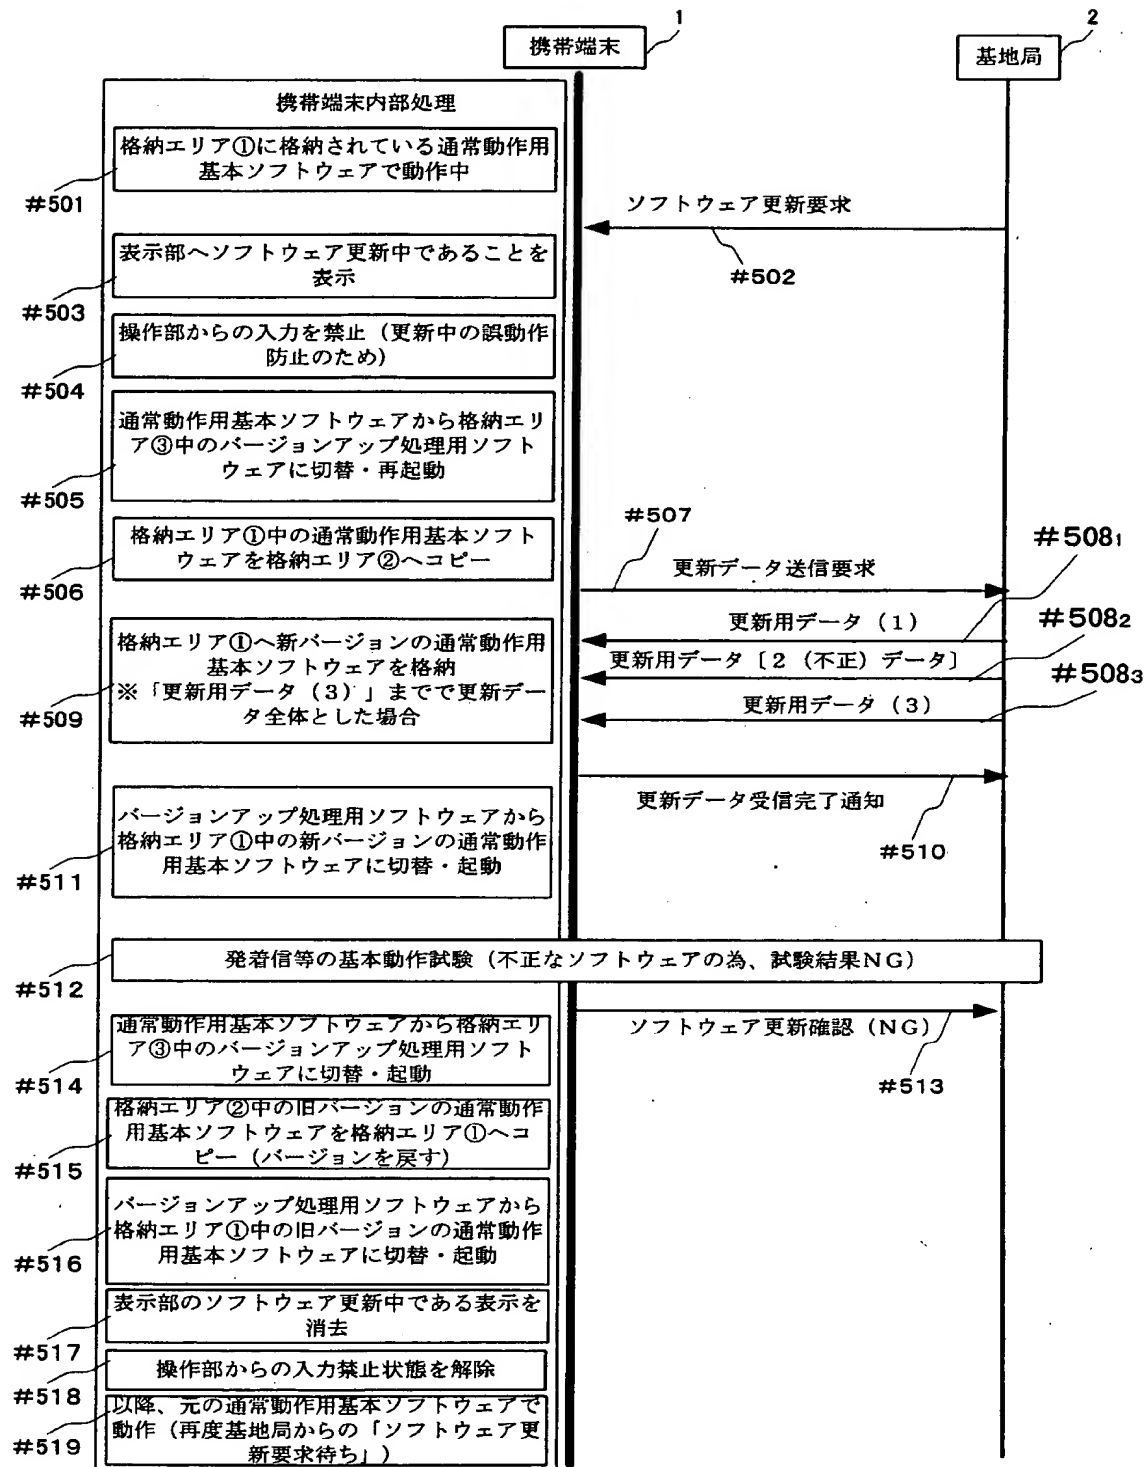 1
携帯端末
2
基地局
携帯端末内部処理
格納エリア①に格納されている通常動作用
基本ソフトウェアで動作中
#501
ソフトウェア更新要求
#502
表示部へソフトウェア更新中であることを
表示
#503
操作部からの入力を禁止（更新中の誤動作
防止のため）
#504
通常動作用基本ソフトウェアから格納エリ
ア③中のバージョンアップ処理用ソフト
ウェアに切替・再起動
#505
格納エリア①中の通常動作用基本ソフト
ウェアを格納エリア②へコピー
#506
#507
更新データ送信要求
#508₁
更新用データ（1）
#508₂
更新用データ〔2（不正）データ〕
#508₃
更新用データ（3）
格納エリア①へ新バージョンの通常動作用
基本ソフトウェアを格納
※「更新用データ（3）」までで更新デー
タ全体とした場合
#509
更新データ受信完了通知
#510
バージョンアップ処理用ソフトウェアから
格納エリア①中の新バージョンの通常動作
用基本ソフトウェアに切替・起動
#511
発着信等の基本動作試験（不正なソフトウェアの為、試験結果NG）
#512
ソフトウェア更新確認（NG）
#513
通常動作用基本ソフトウェアから格納エリ
ア③中のバージョンアップ処理用ソフト
ウェアに切替・起動
#514
格納エリア②中の旧バージョンの通常動作
用基本ソフトウェアを格納エリア①へコ
ピー（バージョンを戻す）
#515
バージョンアップ処理用ソフトウェアから
格納エリア①中の旧バージョンの通常動作
用基本ソフトウェアに切替・起動
#516
表示部のソフトウェア更新中である表示を
消去
#517
操作部からの入力禁止状態を解除
#518
以降、元の通常動作用基本ソフトウェアで
動作（再度基地局からの「ソフトウェア更
新要求待ち」）
#519